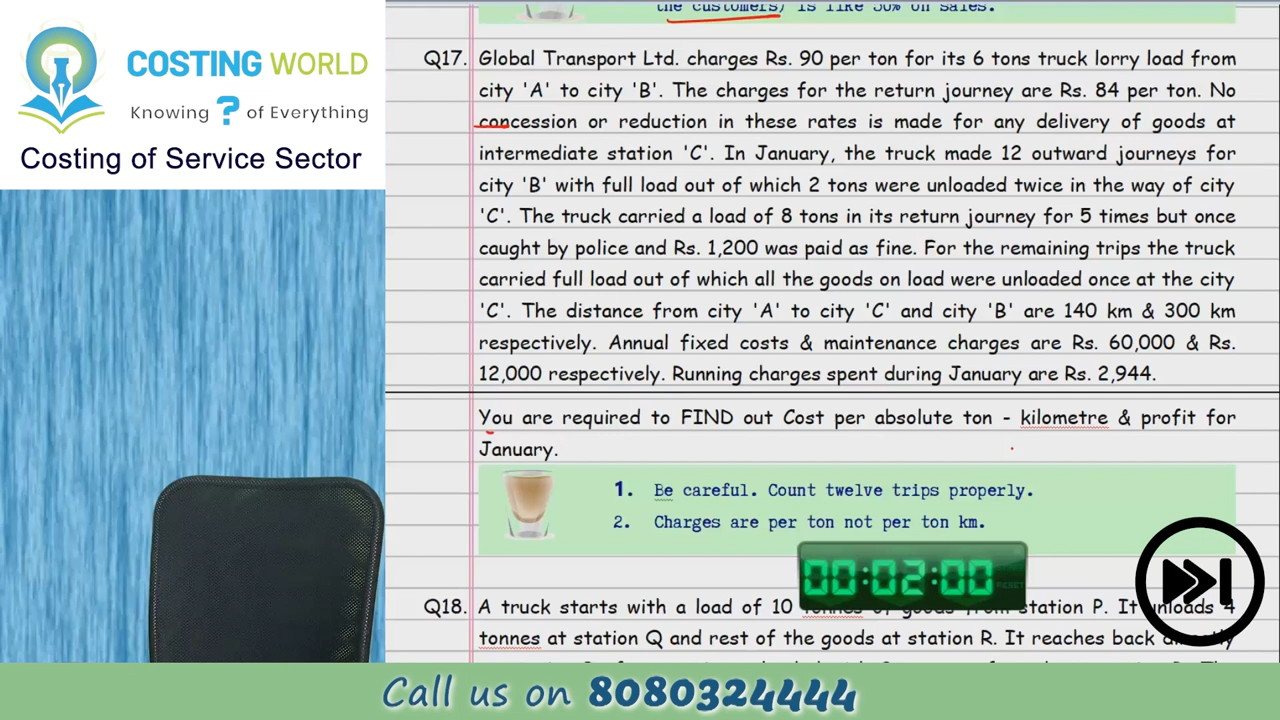 the customers) is like 50% on sales.
COSTING WORLD
Knowing ? of Everything
Costing of Service Sector
Q17. Global Transport Ltd. charges Rs. 90 per ton for its 6 tons truck lorry load from
city 'A' to city 'B'. The charges for the return journey are Rs. 84 per ton. No
concession or reduction in these rates is made for any delivery of goods at
intermediate station 'C'. In January, the truck made 12 outward journeys for
city 'B' with full load out of which 2 tons were unloaded twice in the way of city
'C'. The truck carried a load of 8 tons in its return journey for 5 times but once
caught by police and Rs. 1,200 was paid as fine. For the remaining trips the truck
carried full load out of which all the goods on load were unloaded once at the city
'C'. The distance from city 'A' to city 'C' and city 'B' are 140 km & 300 km
respectively. Annual fixed costs & maintenance charges are Rs. 60,000 & Rs.
12,000 respectively. Running charges spent during January are Rs. 2,944.
You are required to FIND out Cost per absolute ton - kilometre & profit for
January.
1. Be careful. Count twelve trips properly.
2. Charges are per ton not per ton km.
00:02:00
RESET
Q18. A truck starts with a load of 10 tonnes of goods from station P. It unloads 4
tonnes at station Q and rest of the goods at station R. It reaches back directly
Call us on 8080324444